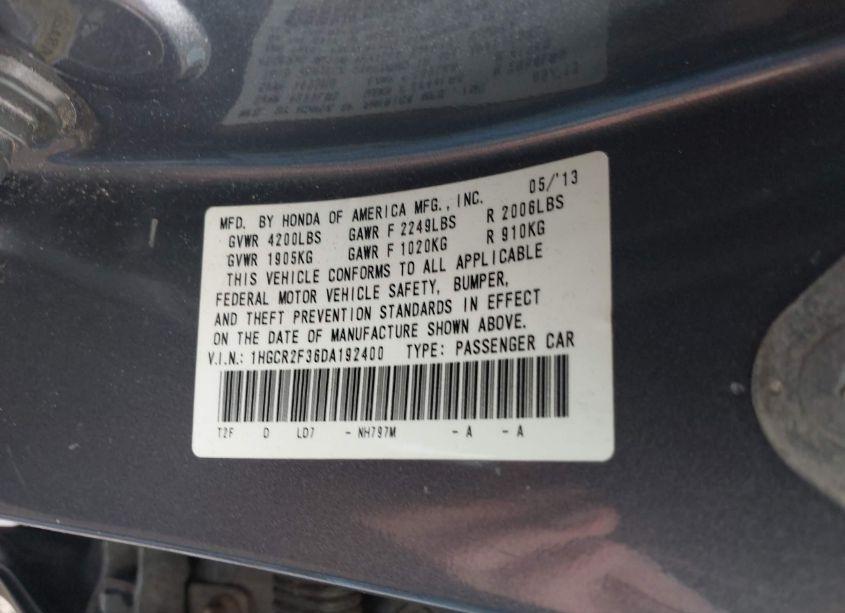 MFD. BY HONDA OF AMERICA MFG., INC. 05/'13
GVWR 4200LBS GAWR F 2249LBS R 2006LBS
GVWR 1905KG GAWR F 1020KG R 910KG
THIS VEHICLE CONFORMS TO ALL APPLICABLE
FEDERAL MOTOR VEHICLE SAFETY, BUMPER,
AND THEFT PREVENTION STANDARDS IN EFFECT
ON THE DATE OF MANUFACTURE SHOWN ABOVE.
V.I.N.: 1HGCR2F36DA192400 TYPE: PASSENGER CAR
T2F D LD7 - NH797M - A - A